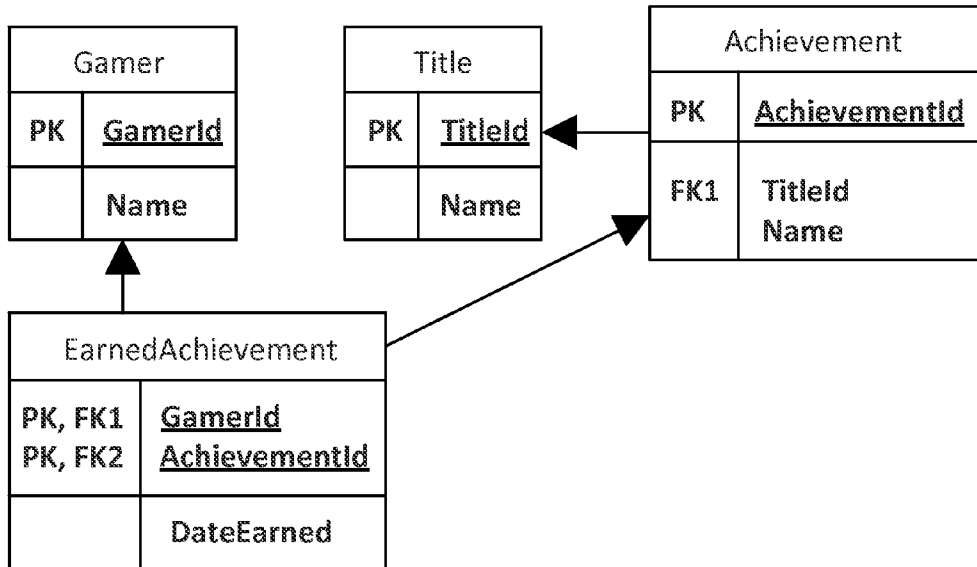 Gamer
PK GamerId
Name
Title
PK TitleId
Name
Achievement
PK AchievementId
FK1 TitleId
Name
EarnedAchievement
PK, FK1 GamerId
PK, FK2 AchievementId
DateEarned